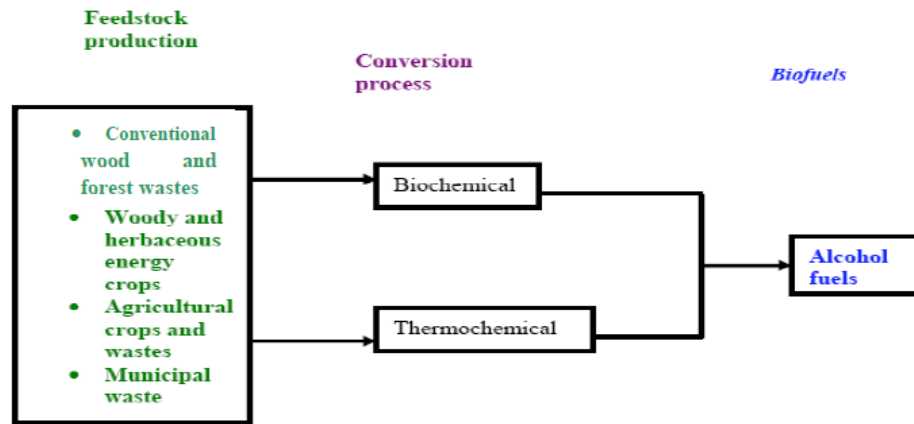 Feedstock
production
Conversion
process
Biofuels
• Conventional
wood and
forest wastes
• Woody and
herbaceous
energy
crops
• Agricultural
crops and
wastes
• Municipal
waste
Biochemical
Thermochemical
Alcohol
fuels